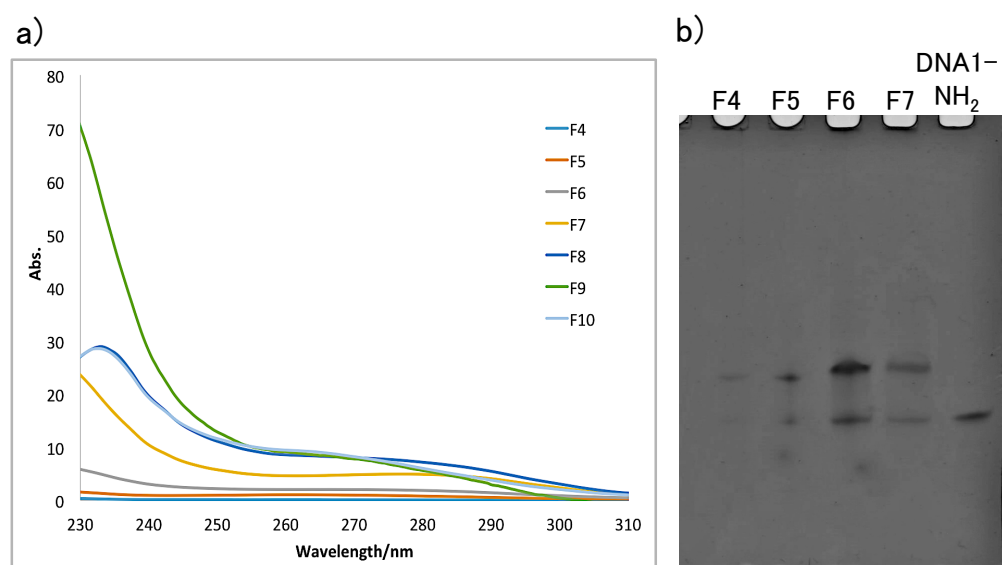 a)
80
70
60
50
40
30
20
10
0
Abs.
230 240 250 260 270 280 290 300 310
Wavelength/nm
F4
F5
F6
F7
F8
F9
F10
b)
DNA1-
F4 F5 F6 F7 NH₂